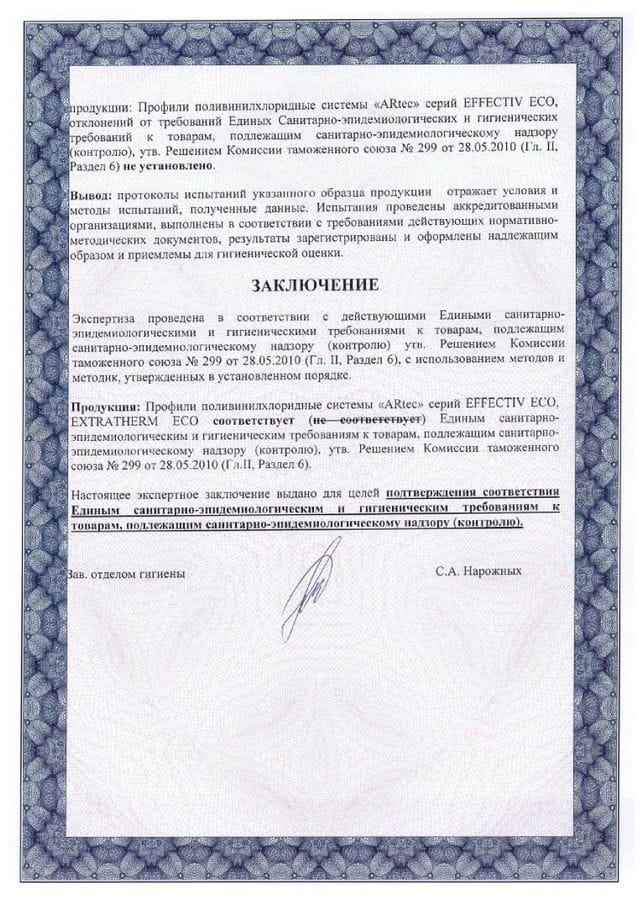 продукции: Профили поливинилхлоридные системы «ARtec» серий EFFECTIV ECO,
отклонений от требований Единых Санитарно-эпидемиологических и гигиенических
требований к товарам, подлежащим санитарно-эпидемиологическому надзору
(контролю), утв. Решением Комиссии таможенного союза № 299 от 28.05.2010 (Гл. II,
Раздел 6) не установлено.
Вывод: протоколы испытаний указанного образца продукции отражает условия и
методы испытаний, полученные данные. Испытания проведены аккредитованными
организациями, выполнены в соответствии с требованиями действующих нормативно-
методических документов, результаты зарегистрированы и оформлены надлежащим
образом и приемлемы для гигиенической оценки.
ЗАКЛЮЧЕНИЕ
Экспертиза проведена в соответствии с действующими Едиными санитарно-
эпидемиологическими и гигиеническими требованиями к товарам, подлежащим
санитарно-эпидемиологическому надзору (контролю) утв. Решением Комиссии
таможенного союза № 299 от 28.05.2010 (Гл. II, Раздел 6), с использованием методов и
методик, утвержденных в установленном порядке.
Продукция: Профили поливинилхлоридные системы «ARtec» серий EFFECTIV ECO,
EXTRATHERM ECO соответствует (не соответствует) Единым санитарно-
эпидемиологическим и гигиеническим требованиям к товарам, подлежащим санитарно-
эпидемиологическому надзору (контролю), утв. Решением Комиссии таможенного
союза № 299 от 28.05.2010 (Гл.II, Раздел 6).
Настоящее экспертное заключение выдано для целей подтверждения соответствия
Единым санитарно-эпидемиологическим и гигиеническим требованиям к
товарам, подлежащим санитарно-эпидемиологическому надзору (контролю).
Зав. отделом гигиены С.А. Нарожных